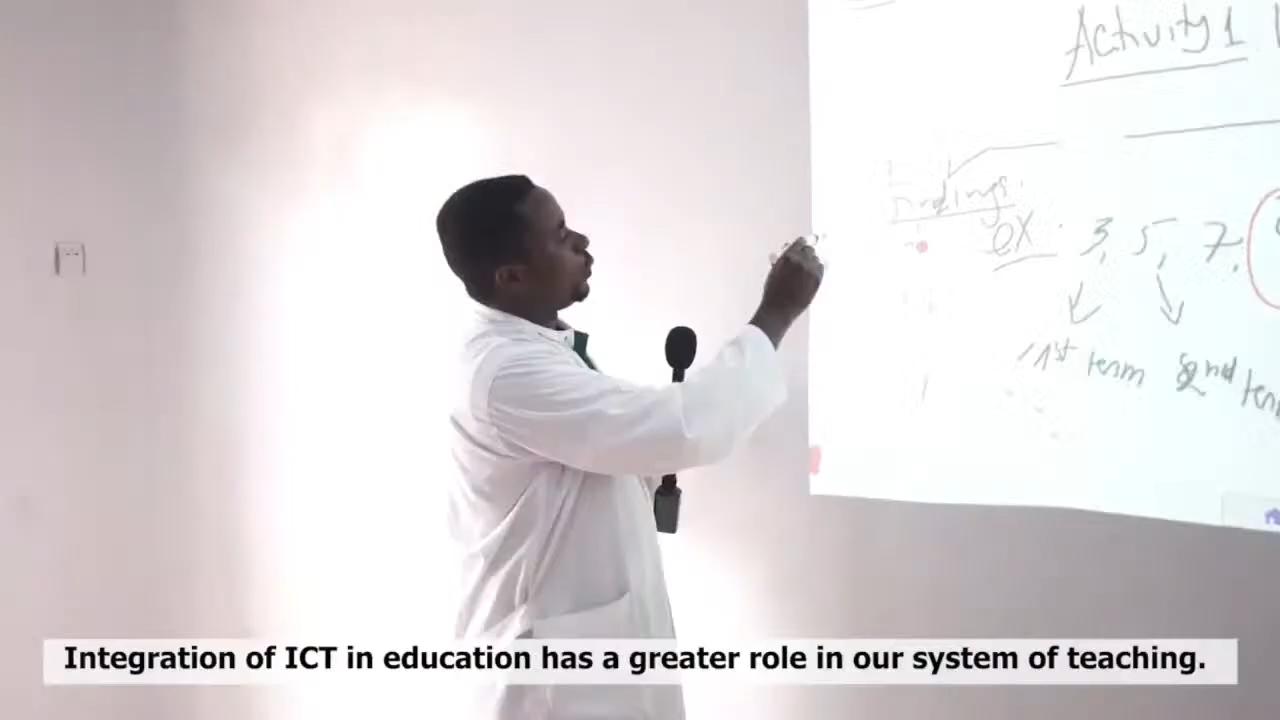 Activity 1
findings:
ex: 3, 5, 7,
1st term 2nd term
Integration of ICT in education has a greater role in our system of teaching.